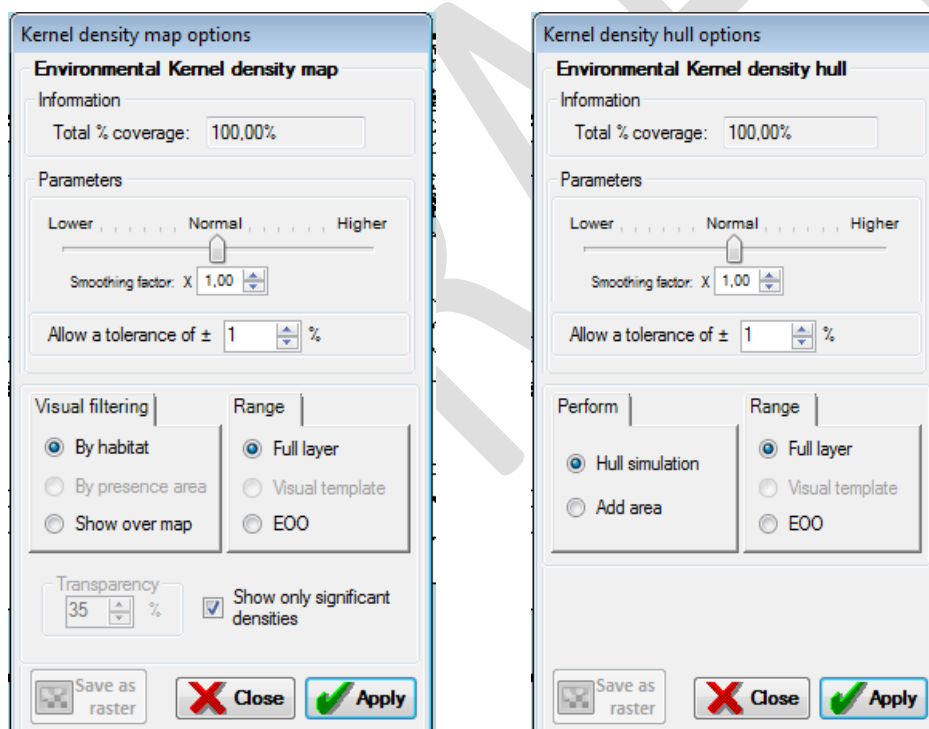 Kernel density map options
Environmental Kernel density map
Information
Total % coverage: 100,00%
Parameters
Lower Normal Higher
Smoothing factor: X 1,00
Allow a tolerance of ± 1 %
Visual filtering Range
By habitat Full layer
By presence area Visual template
Show over map EOO
Transparency
35 %
Show only significant
densities
Save as
raster
Close Apply
Kernel density hull options
Environmental Kernel density hull
Information
Total % coverage: 100,00%
Parameters
Lower Normal Higher
Smoothing factor: X 1,00
Allow a tolerance of ± 1 %
Perform Range
Hull simulation Full layer
Add area Visual template
EOO
Save as
raster
Close Apply